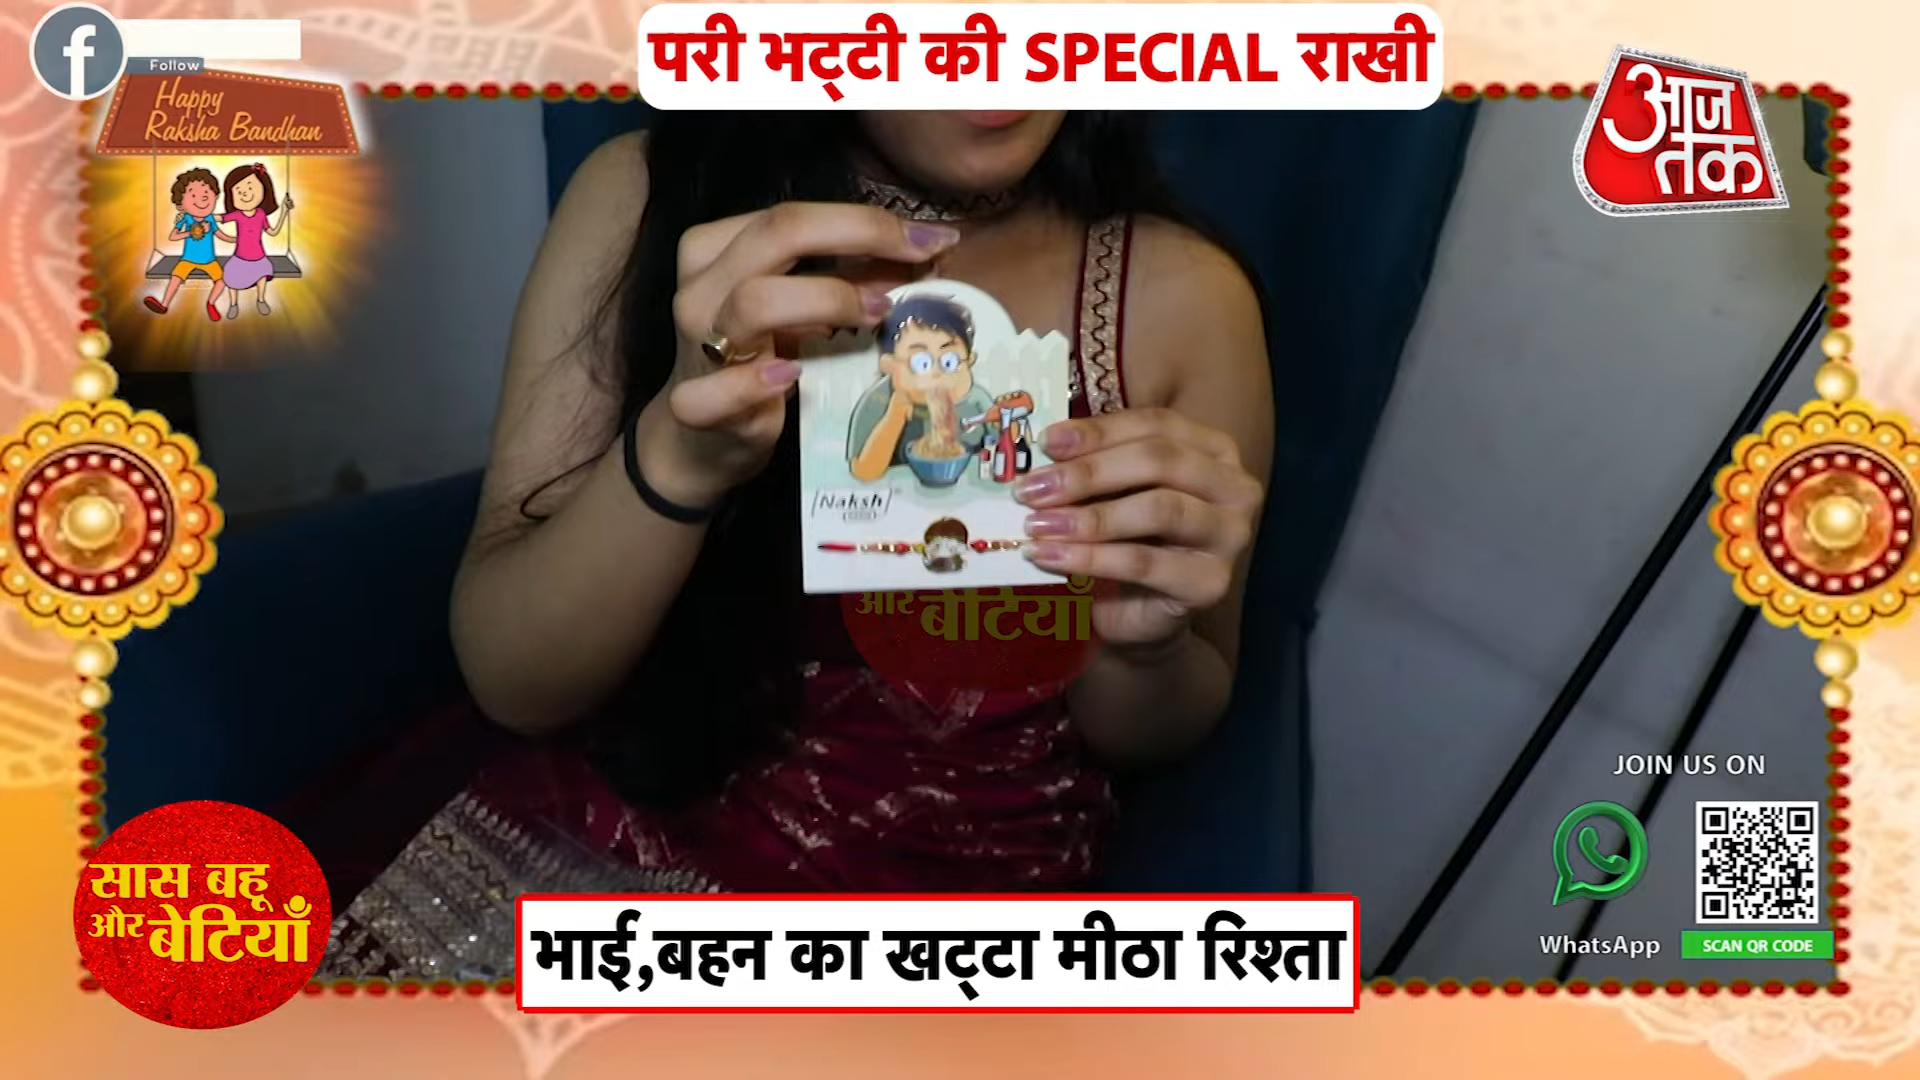 परी भट्टी की SPECIAL राखी
Follow
Happy
Raksha Bandhan
आज
तक
Naksh
और बेटियाँ
JOIN US ON
WhatsApp
SCAN QR CODE
सास बहू
और बेटियाँ
भाई,बहन का खट्टा मीठा रिश्ता